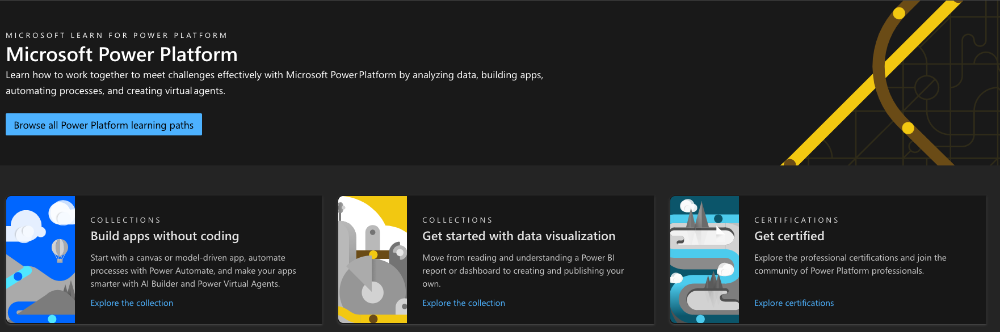 MICROSOFT LEARN FOR POWER PLATFORM
Microsoft Power Platform
Learn how to work together to meet challenges effectively with Microsoft Power Platform by analyzing data, building apps,
automating processes, and creating virtual agents.
Browse all Power Platform learning paths
COLLECTIONS
Build apps without coding
Start with a canvas or model-driven app, automate
processes with Power Automate, and make your apps
smarter with AI Builder and Power Virtual Agents.
Explore the collection
COLLECTIONS
Get started with data visualization
Move from reading and understanding a Power BI
report or dashboard to creating and publishing your
own.
Explore the collection
CERTIFICATIONS
Get certified
Explore the professional certifications and join the
community of Power Platform professionals.
Explore certifications